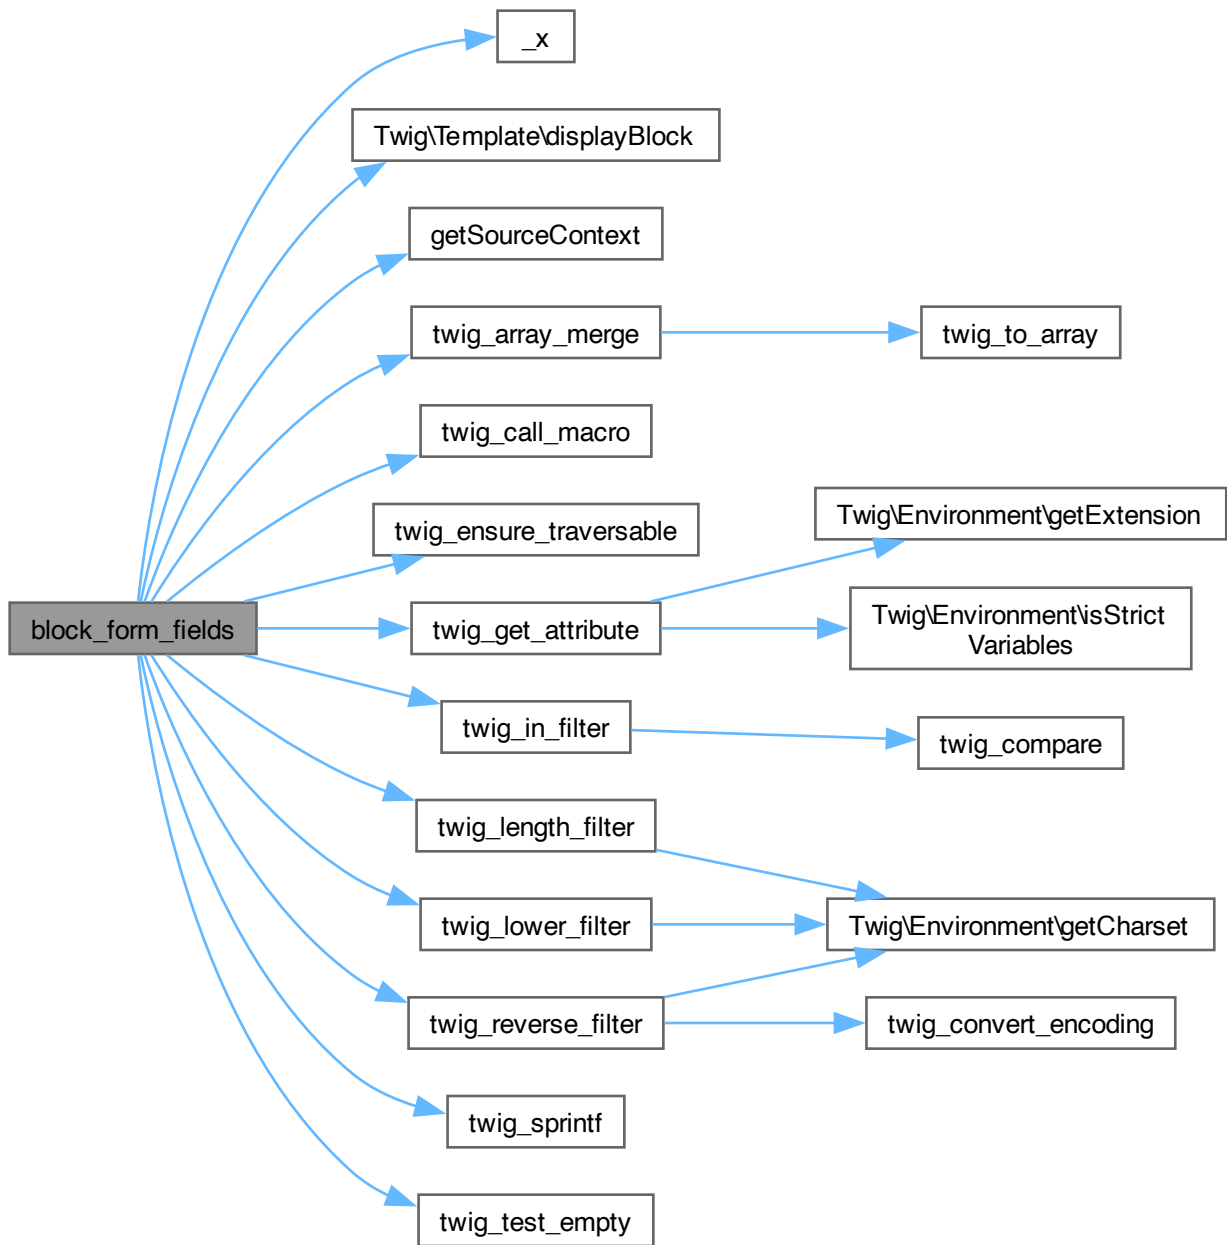 _x
Twig\Template\displayBlock
getSourceContext
twig_array_merge
twig_to_array
twig_call_macro
twig_ensure_traversable
Twig\Environment\getExtension
block_form_fields
twig_get_attribute
Twig\Environment\isStrict
Variables
twig_in_filter
twig_compare
twig_length_filter
twig_lower_filter
Twig\Environment\getCharset
twig_reverse_filter
twig_convert_encoding
twig_sprintf
twig_test_empty